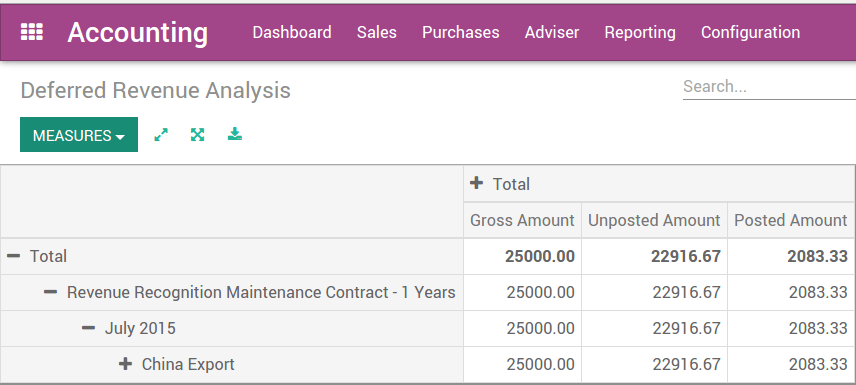 Accounting Dashboard Sales Purchases Adviser Reporting Configuration
Deferred Revenue Analysis Search...
MEASURES
Total
Gross Amount Unposted Amount Posted Amount
Total 25000.00 22916.67 2083.33
Revenue Recognition Maintenance Contract - 1 Years 25000.00 22916.67 2083.33
July 2015 25000.00 22916.67 2083.33
China Export 25000.00 22916.67 2083.33